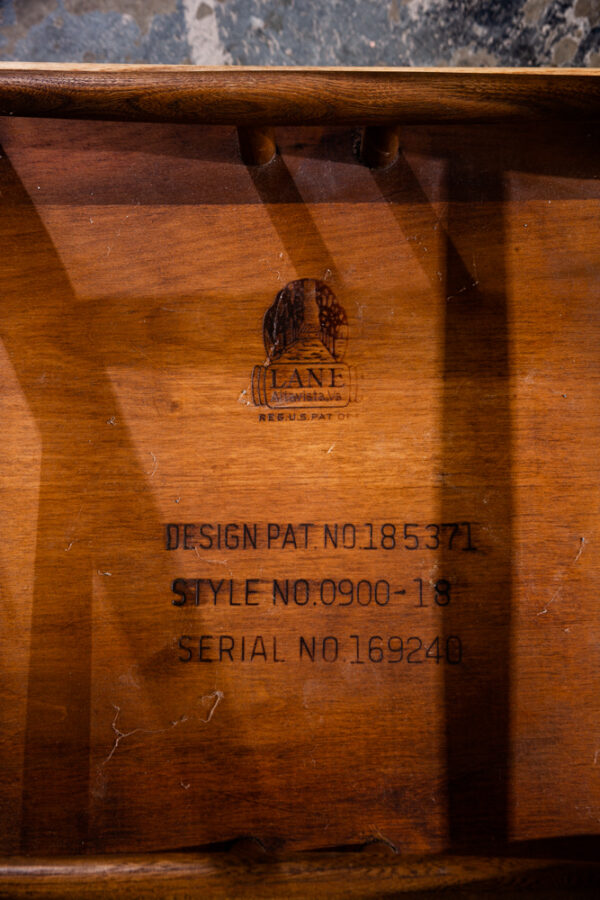 LANE
Altavista, Va.
REG.U.S.PAT OFF
DESIGN PAT. NO.185371
STYLE NO.0900-18
SERIAL NO.169240